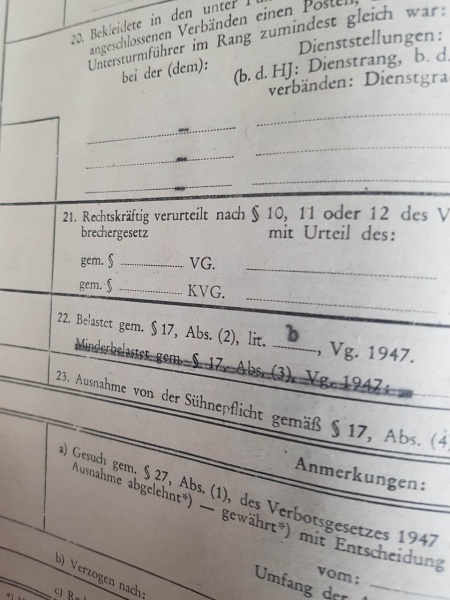 20. Bekleidete in den unter
angeschlossenen Verbänden einen Posten,
Untersturmführer im Rang zumindest gleich war:
bei der (dem):
Dienststellungen:
(b. d. HJ: Dienstrang, b. d.
verbänden: Dienstgra
21. Rechtskräftig verurteilt nach § 10, 11 oder 12 des V
brechergesetz
mit Urteil des:
gem. § ............ VG.
gem. § ............ KVG.
22. Belastet gem. § 17, Abs. (2), lit. b, Vg. 1947.
Minderbelastet gem. § 17, Abs. (3), Vg. 1947:
23. Ausnahme von der Sühnepflicht gemäß § 17, Abs. (4
Anmerkungen:
a) Gesuch gem. § 27, Abs. (1), des Verbotsgesetzes 1947
Ausnahme abgelehnt*) — gewährt*) mit Entscheidung
vom:
Umfang der
b) Verzogen nach: